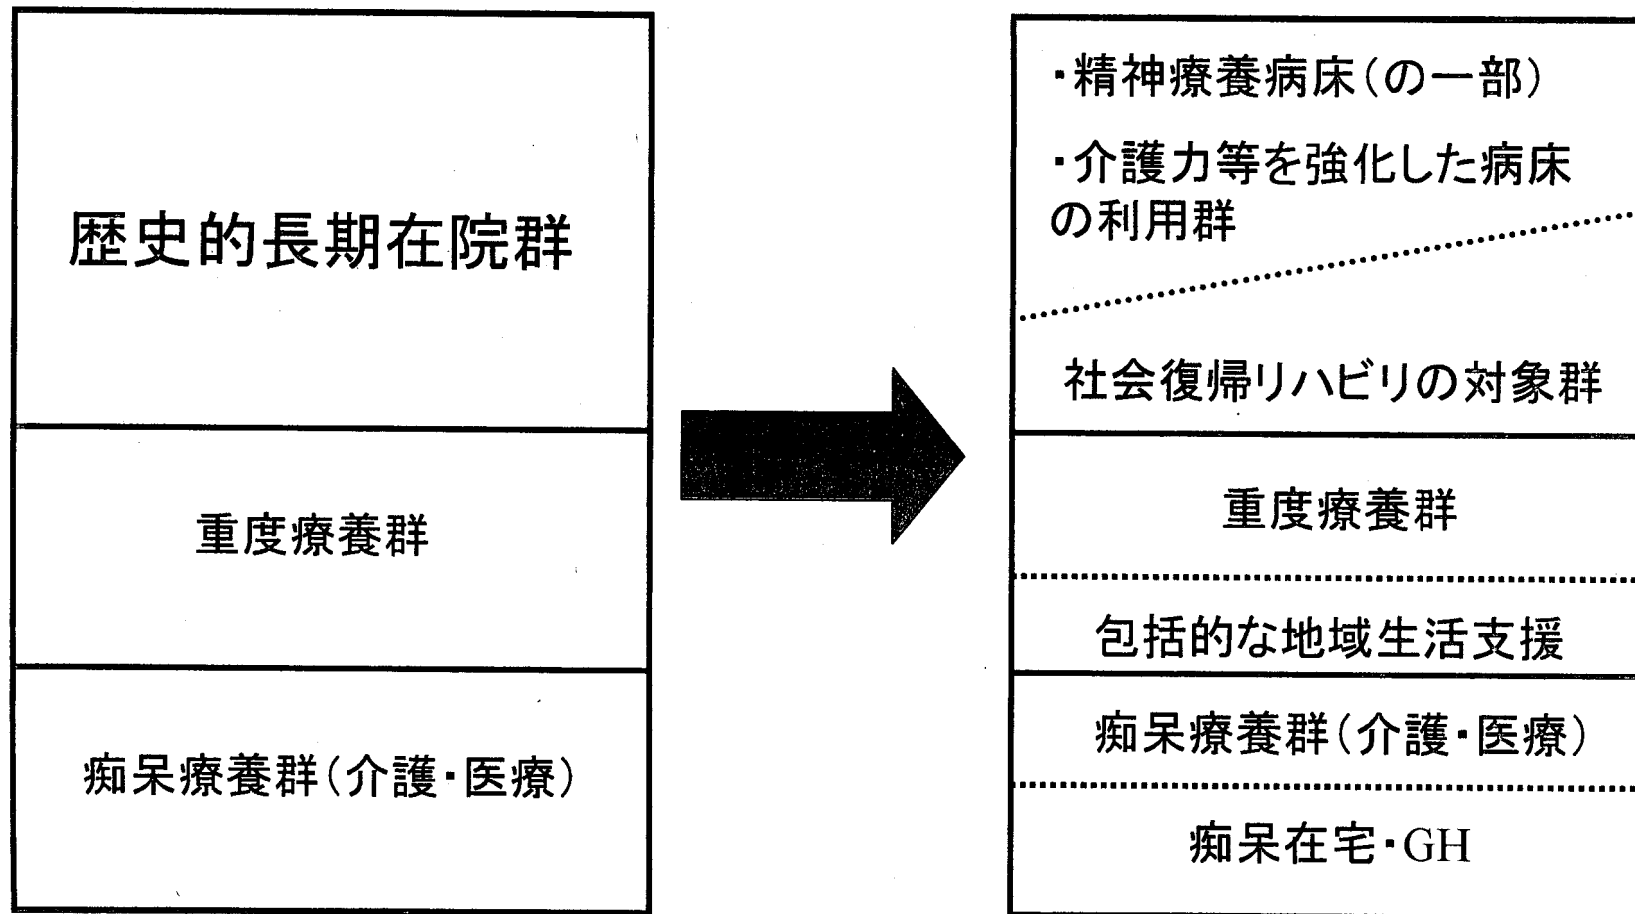 歴史的長期在院群
重度療養群
痴呆療養群(介護・医療)
・精神療養病床(の一部)
・介護力等を強化した病床
の利用群
社会復帰リハビリの対象群
重度療養群
包括的な地域生活支援
痴呆療養群(介護・医療)
痴呆在宅・GH